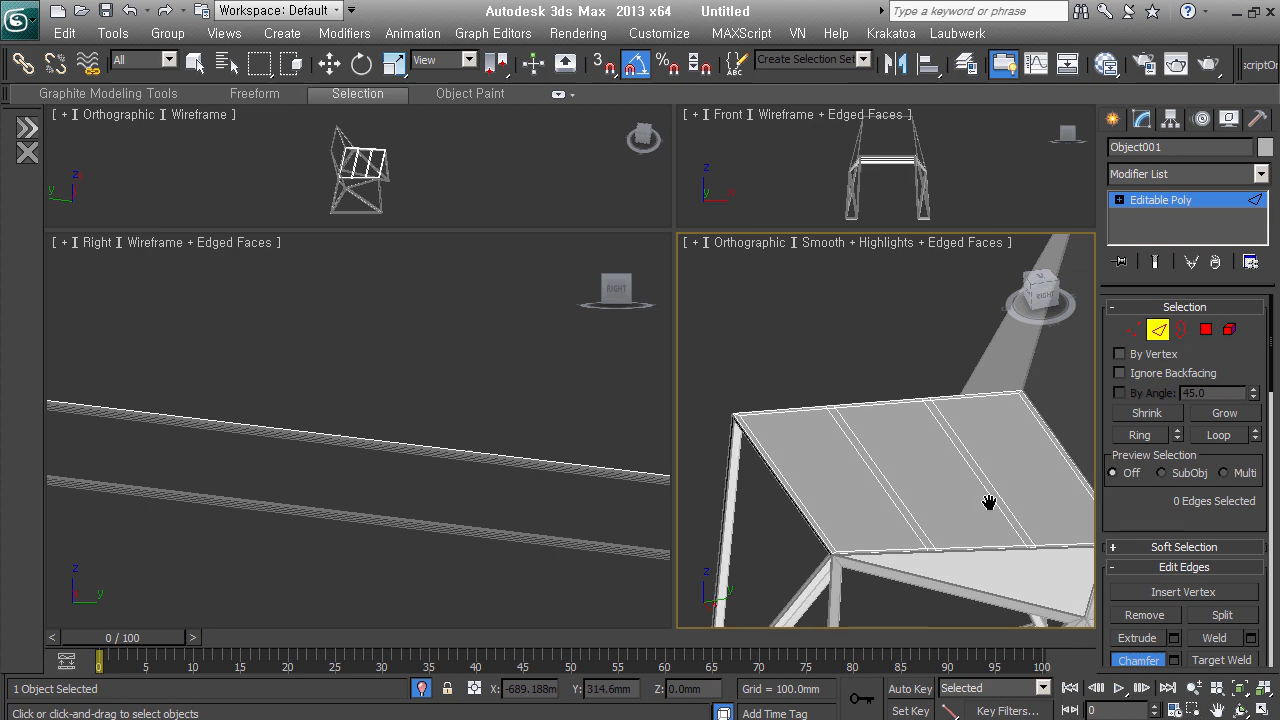 Workspace: Default
Autodesk 3ds Max 2013 x64
Untitled
Type a keyword or phrase
Edit Tools Group Views Create Modifiers Animation Graph Editors Rendering Customize MAXScript VN Help Krakatoa Laubwerk
All
View
3
Create Selection Set
criptOn
Graphite Modeling Tools
Freeform
Selection
Object Paint
[ + ] Orthographic ] Wireframe ]
[ + ] Front ] Wireframe + Edged Faces ]
[ + ] Right ] Wireframe + Edged Faces ]
[ + ] Orthographic ] Smooth + Highlights + Edged Faces ]
z
y
z
y
x
RIGHT
RIGHT
z
y
z
y
Object001
Modifier List
Editable Poly
Selection
By Vertex
Ignore Backfacing
By Angle: 45.0
Shrink Grow
Ring Loop
Preview Selection
Off SubObj Multi
0 Edges Selected
Soft Selection
Edit Edges
Insert Vertex
Remove Split
Extrude Weld
Chamfer Target Weld
< 0 / 100 >
0 5 10 15 20 25 30 35 40 45 50 55 60 65 70 75 80 85 90 95 100
1 Object Selected
X: -689.188m Y: 314.6mm Z: 0.0mm
Grid = 100.0mm
Auto Key
Selected
Click or click-and-drag to select objects
Add Time Tag
Set Key
Key Filters...
0